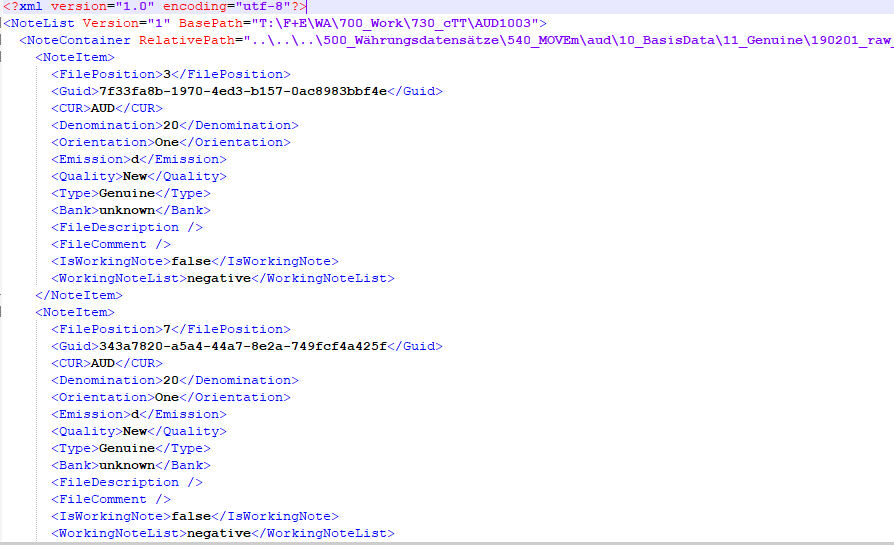 <?xml version="1.0" encoding="utf-8"?>
<NoteList Version="1" BasePath="T:\F+E\WA\700_Work\730_cTT\AUD1003">
<NoteContainer RelativePath="..\..\..\500_Währungsdatensätze\540_MOVEm\aud\10_BasisData\11_Genuine\190201_raw_
<NoteItem>
<FilePosition>3</FilePosition>
<Guid>7f33fa8b-1970-4ed3-b157-0ac8983bbf4e</Guid>
<CUR>AUD</CUR>
<Denomination>20</Denomination>
<Orientation>One</Orientation>
<Emission>d</Emission>
<Quality>New</Quality>
<Type>Genuine</Type>
<Bank>unknown</Bank>
<FileDescription />
<FileComment />
<IsWorkingNote>false</IsWorkingNote>
<WorkingNoteList>negative</WorkingNoteList>
</NoteItem>
<NoteItem>
<FilePosition>7</FilePosition>
<Guid>343a7820-a5a4-44a7-8e2a-749fcf4a425f</Guid>
<CUR>AUD</CUR>
<Denomination>20</Denomination>
<Orientation>One</Orientation>
<Emission>d</Emission>
<Quality>New</Quality>
<Type>Genuine</Type>
<Bank>unknown</Bank>
<FileDescription />
<FileComment />
<IsWorkingNote>false</IsWorkingNote>
<WorkingNoteList>negative</WorkingNoteList>